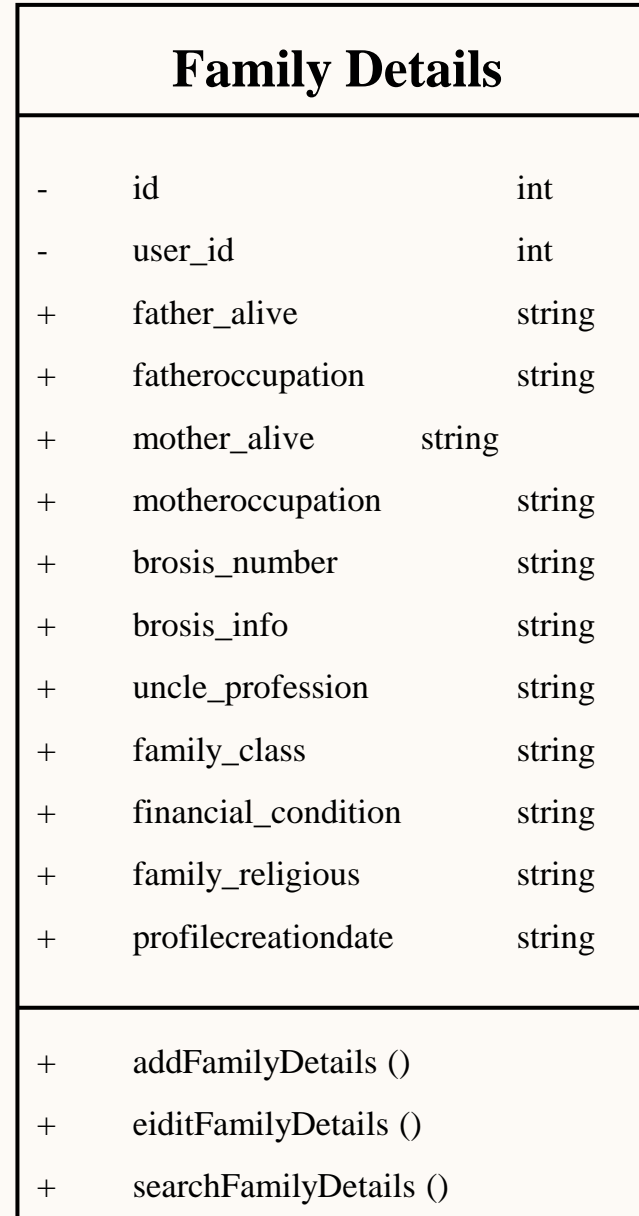 Family Details
- id int
- user_id int
+ father_alive string
+ fatheroccupation string
+ mother_alive string
+ motheroccupation string
+ brosis_number string
+ brosis_info string
+ uncle_profession string
+ family_class string
+ financial_condition string
+ family_religious string
+ profilecreationdate string
+ addFamilyDetails ()
+ eiditFamilyDetails ()
+ searchFamilyDetails ()